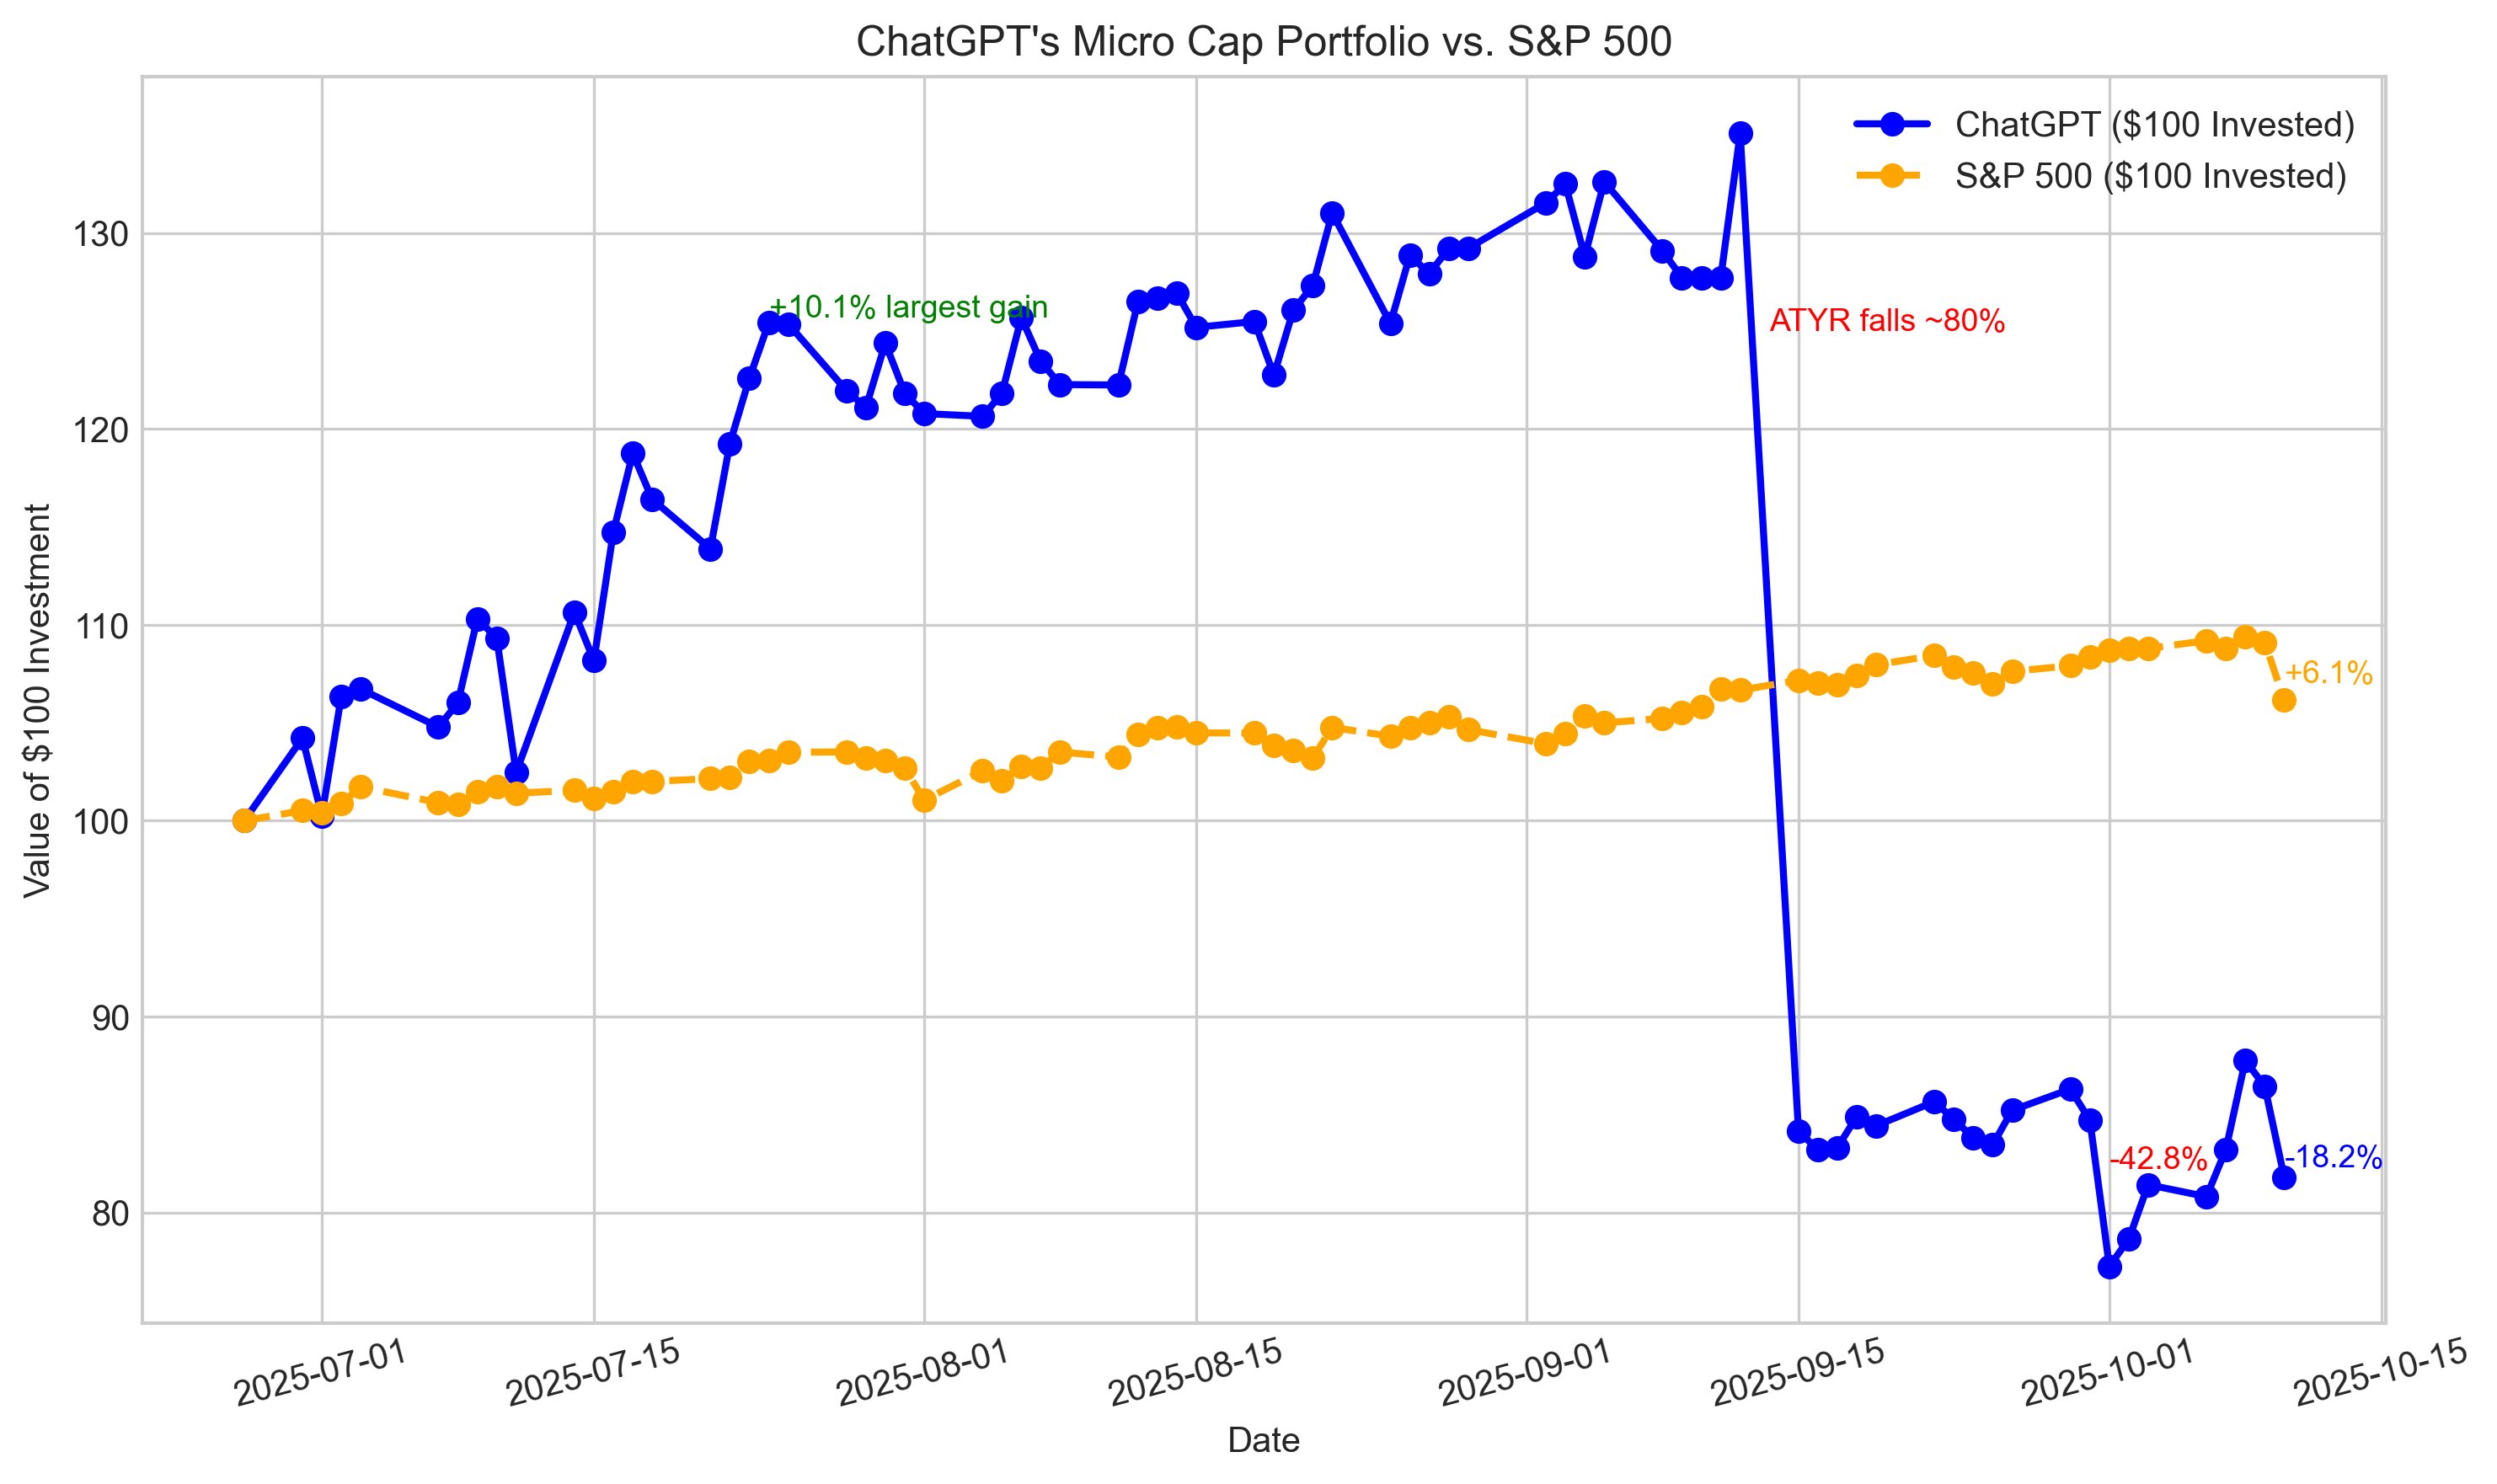 ChatGPT's Micro Cap Portfolio vs. S&P 500
ChatGPT ($100 Invested)
S&P 500 ($100 Invested)
Value of $100 Investment
130
120
110
100
90
80
+10.1% largest gain
ATYR falls ~80%
+6.1%
-42.8%
-18.2%
2025-07-01
2025-07-15
2025-08-01
2025-08-15
2025-09-01
2025-09-15
2025-10-01
2025-10-15
Date